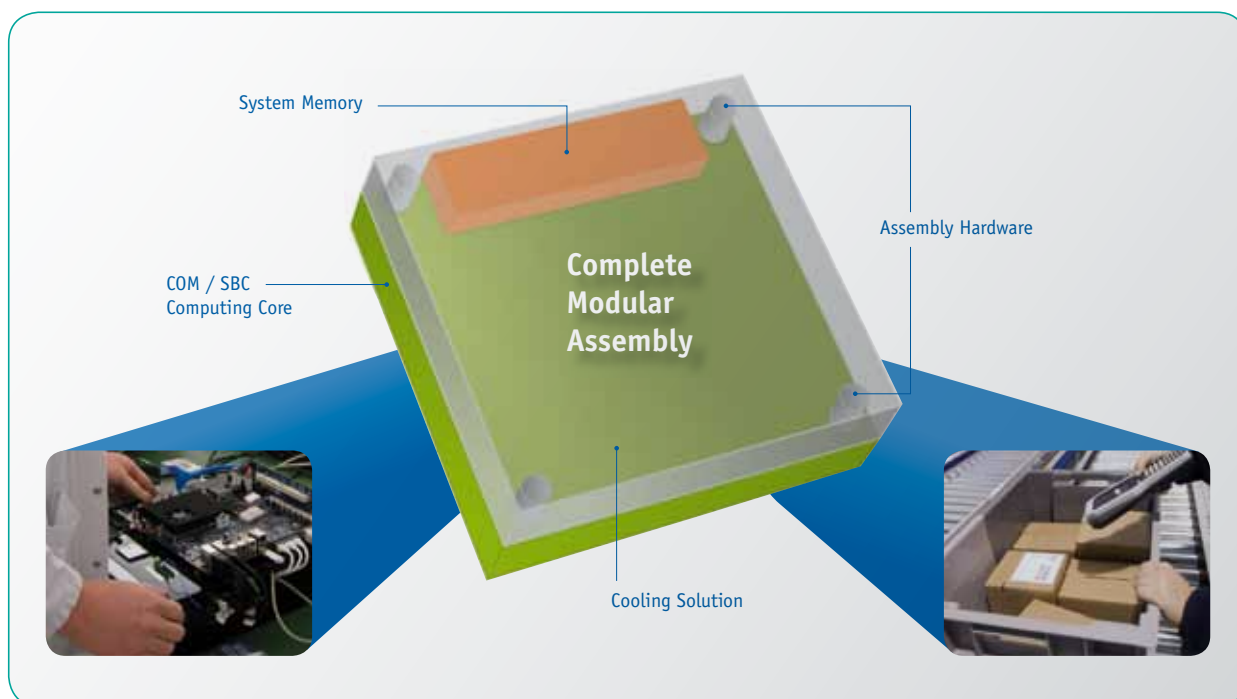 System Memory
Assembly Hardware
COM / SBC
Computing Core
Complete
Modular
Assembly
Cooling Solution